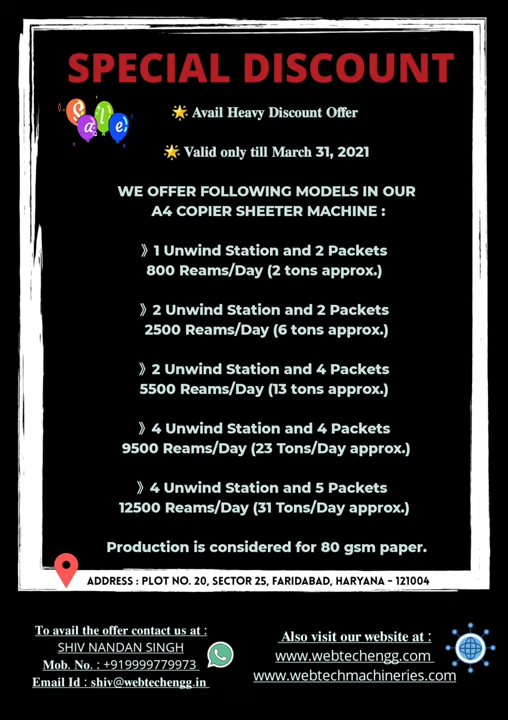 SPECIAL DISCOUNT
Sale
🌟 Avail Heavy Discount Offer
🌟 Valid only till March 31, 2021
WE OFFER FOLLOWING MODELS IN OUR
A4 COPIER SHEETER MACHINE :
》1 Unwind Station and 2 Packets
800 Reams/Day (2 tons approx.)
》2 Unwind Station and 2 Packets
2500 Reams/Day (6 tons approx.)
》2 Unwind Station and 4 Packets
5500 Reams/Day (13 tons approx.)
》4 Unwind Station and 4 Packets
9500 Reams/Day (23 Tons/Day approx.)
》4 Unwind Station and 5 Packets
12500 Reams/Day (31 Tons/Day approx.)
Production is considered for 80 gsm paper.
ADDRESS : PLOT NO. 20, SECTOR 25, FARIDABAD, HARYANA - 121004
To avail the offer contact us at :
SHIV NANDAN SINGH
Mob. No. : +919999779973
Email Id : shiv@webtechengg.in
Also visit our website at :
www.webtechengg.com
www.webtechmachineries.com